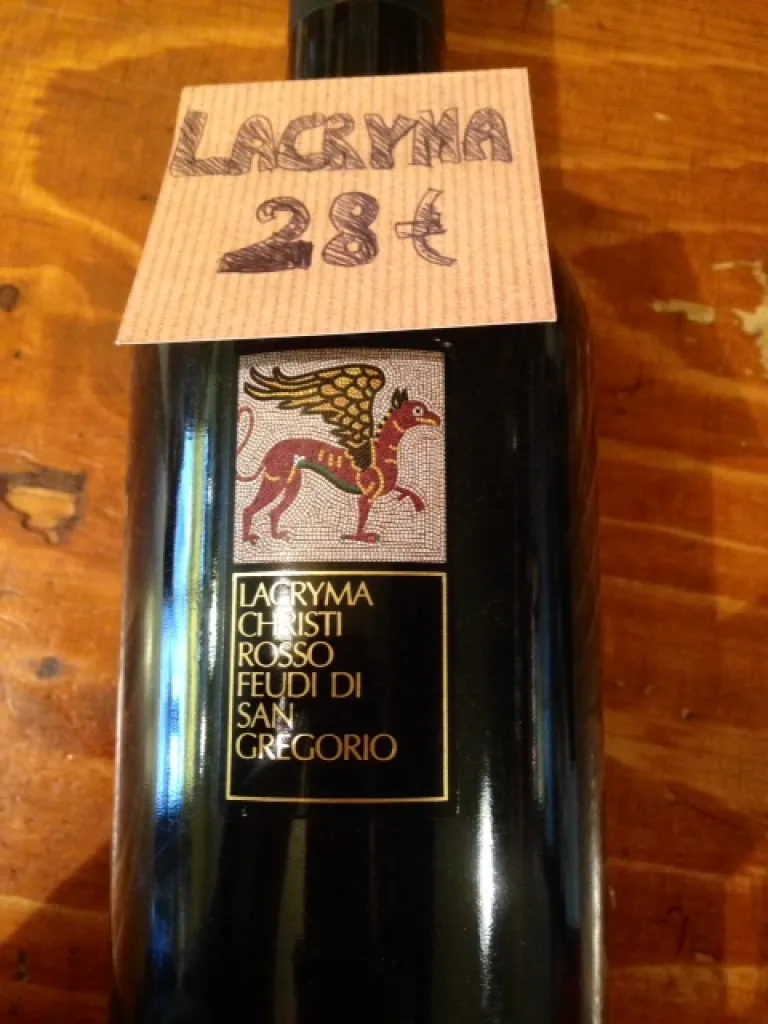 LACRYMA
28€
LACRYMA
CHRISTI
ROSSO
FEUDI DI
SAN
GREGORIO